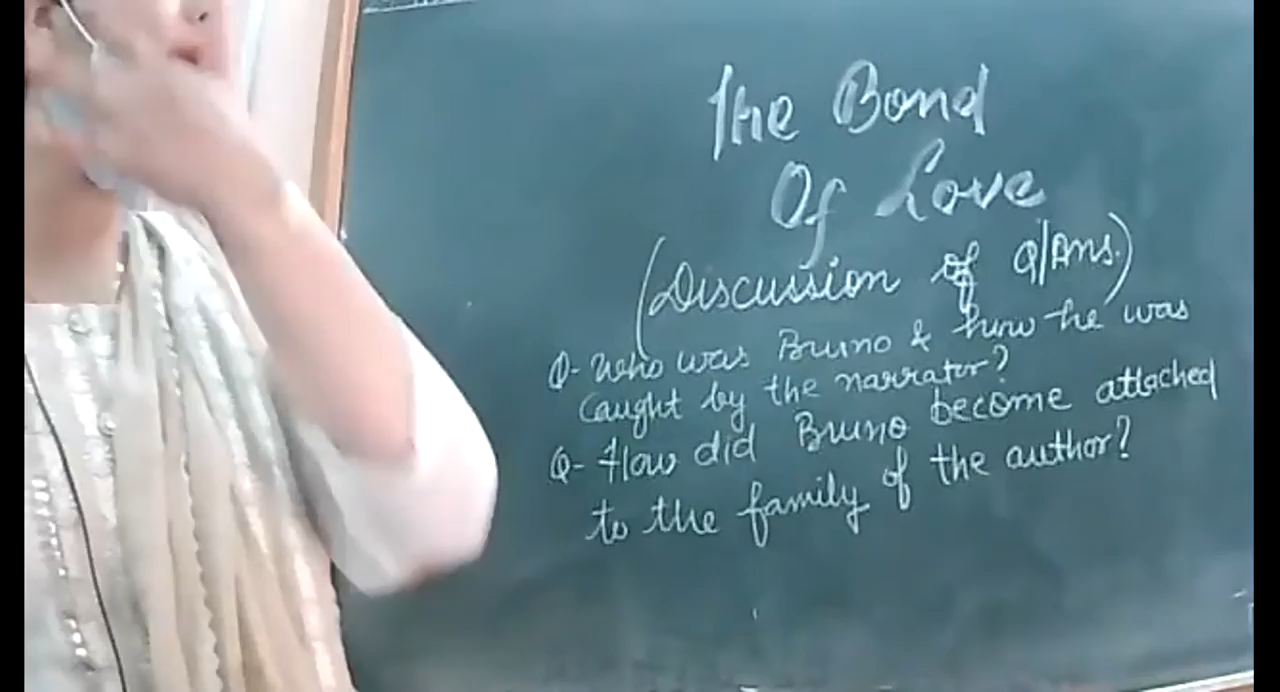 The Bond
Of Love
(Discussion of Q/Ans.)
Q- Who was Bruno & how he was
Caught by the narrator?
Q- How did Bruno become attached
to the family of the author?